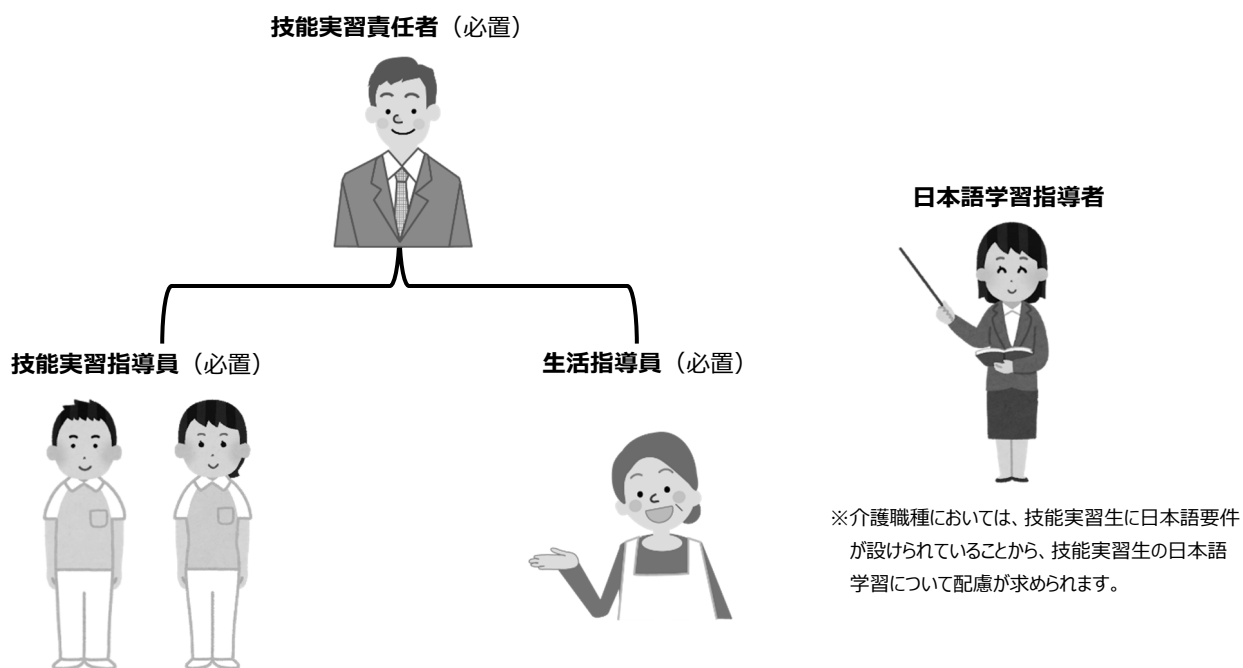 技能実習責任者（必置）
日本語学習指導者
技能実習指導員（必置）
生活指導員（必置）
※介護職種においては、技能実習生に日本語要件
が設けられていることから、技能実習生の日本語
学習について配慮が求められます。